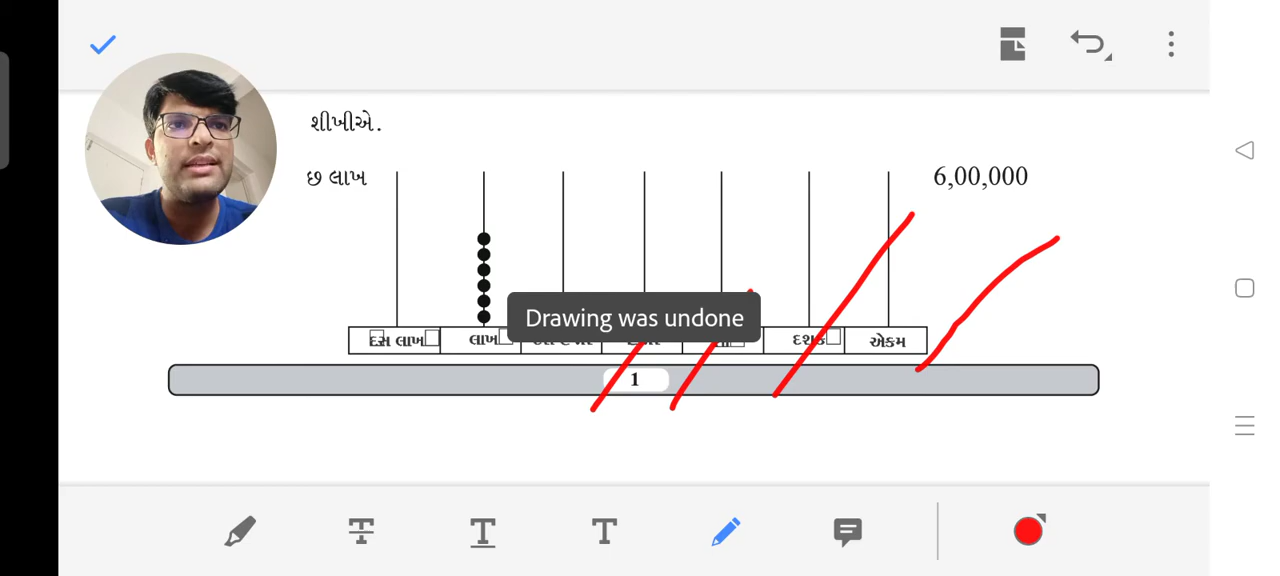 શીખીએ.
છ લાખ
6,00,000
Drawing was undone
દસ લાખ
લાખ
દશક
એકમ
1